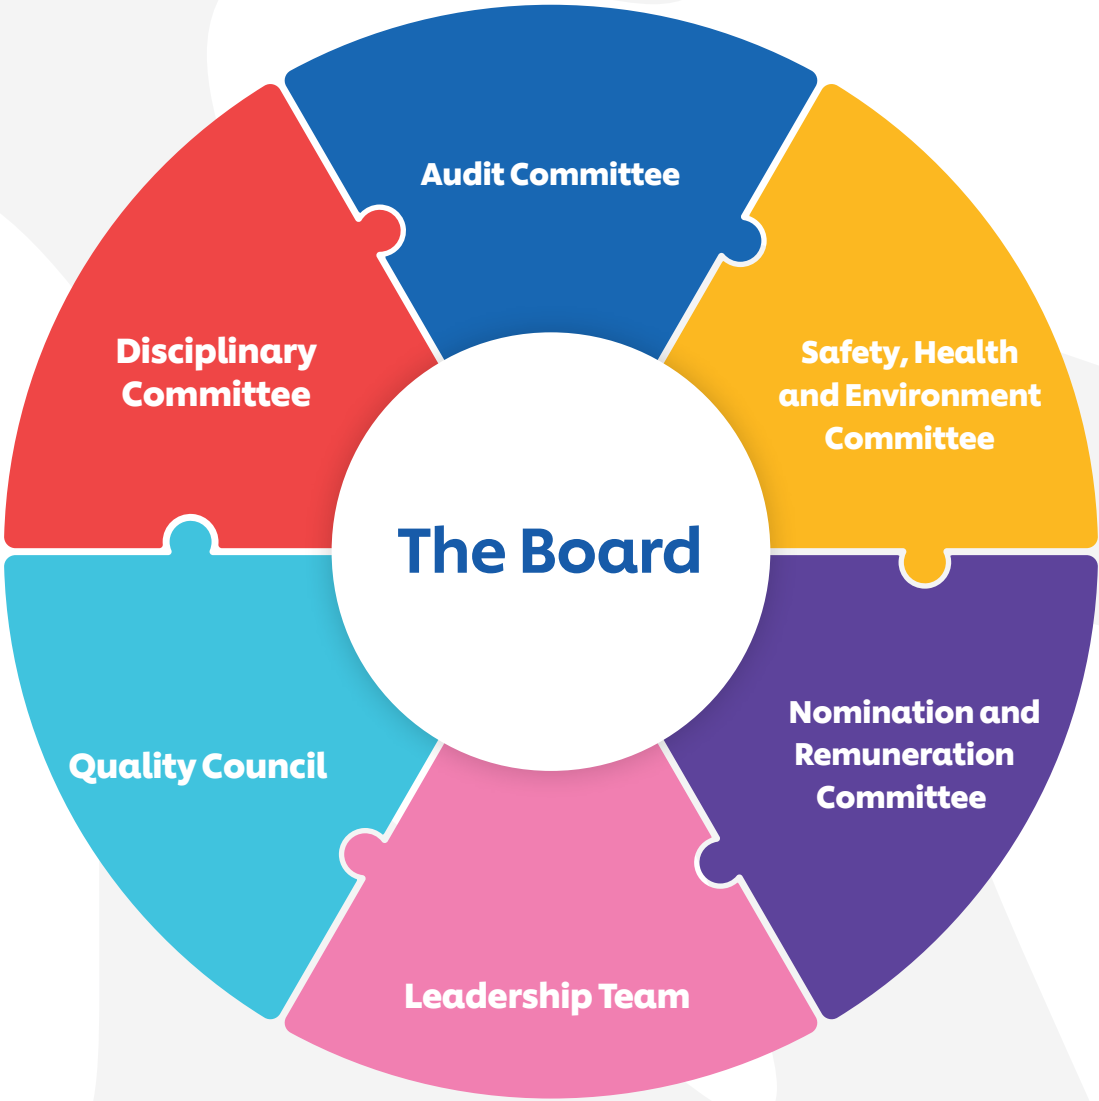 Audit Committee
Safety, Health
and Environment
Committee
Nomination and
Remuneration
Committee
Leadership Team
Quality Council
Disciplinary
Committee
The Board